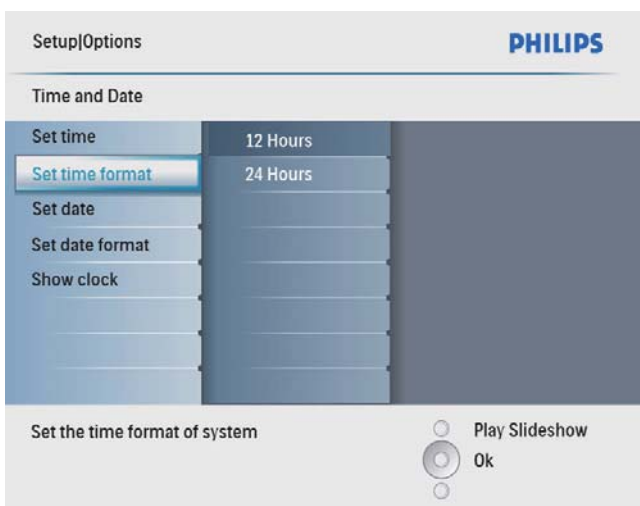 Setup|Options
PHILIPS
Time and Date
Set time
12 Hours
Set time format
24 Hours
Set date
Set date format
Show clock
Set the time format of system
Play Slideshow
Ok